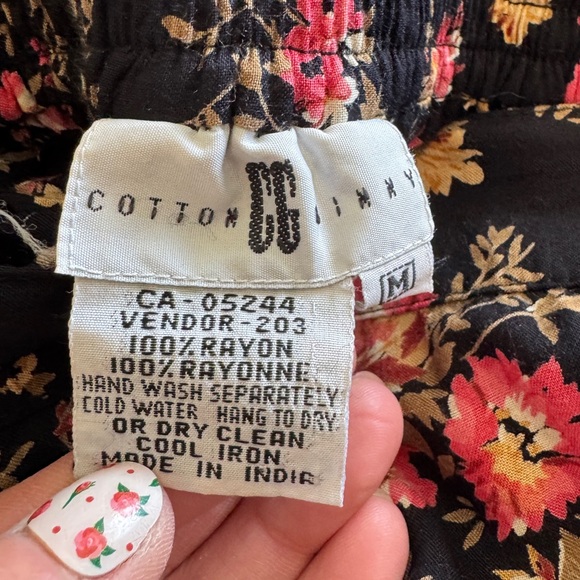 COTTON CG GINNY
M
CA-05244
VENDOR-203
100% RAYON
100% RAYONNE
HAND WASH SEPARATELY
COLD WATER HANG TO DRY
OR DRY CLEAN
COOL IRON
MADE IN INDIA